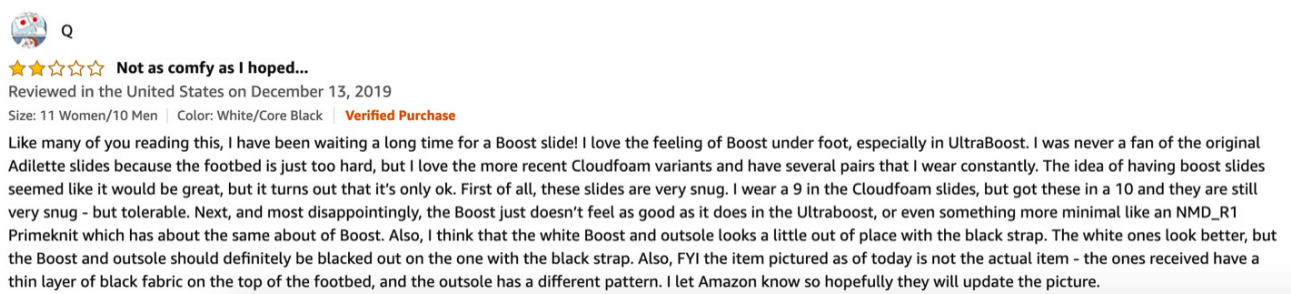 Q
Not as comfy as I hoped...
Reviewed in the United States on December 13, 2019
Size: 11 Women/10 Men Color: White/Core Black Verified Purchase
Like many of you reading this, I have been waiting a long time for a Boost slide! I love the feeling of Boost under foot, especially in UltraBoost. I was never a fan of the original
Adilette slides because the footbed is just too hard, but I love the more recent Cloudfoam variants and have several pairs that I wear constantly. The idea of having boost slides
seemed like it would be great, but it turns out that it's only ok. First of all, these slides are very snug. I wear a 9 in the Cloudfoam slides, but got these in a 10 and they are still
very snug - but tolerable. Next, and most disappointingly, the Boost just doesn't feel as good as it does in the Ultraboost, or even something more minimal like an NMD_R1
Primeknit which has about the same about of Boost. Also, I think that the white Boost and outsole looks a little out of place with the black strap. The white ones look better, but
the Boost and outsole should definitely be blacked out on the one with the black strap. Also, FYI the item pictured as of today is not the actual item - the ones received have a
thin layer of black fabric on the top of the footbed, and the outsole has a different pattern. I let Amazon know so hopefully they will update the picture.